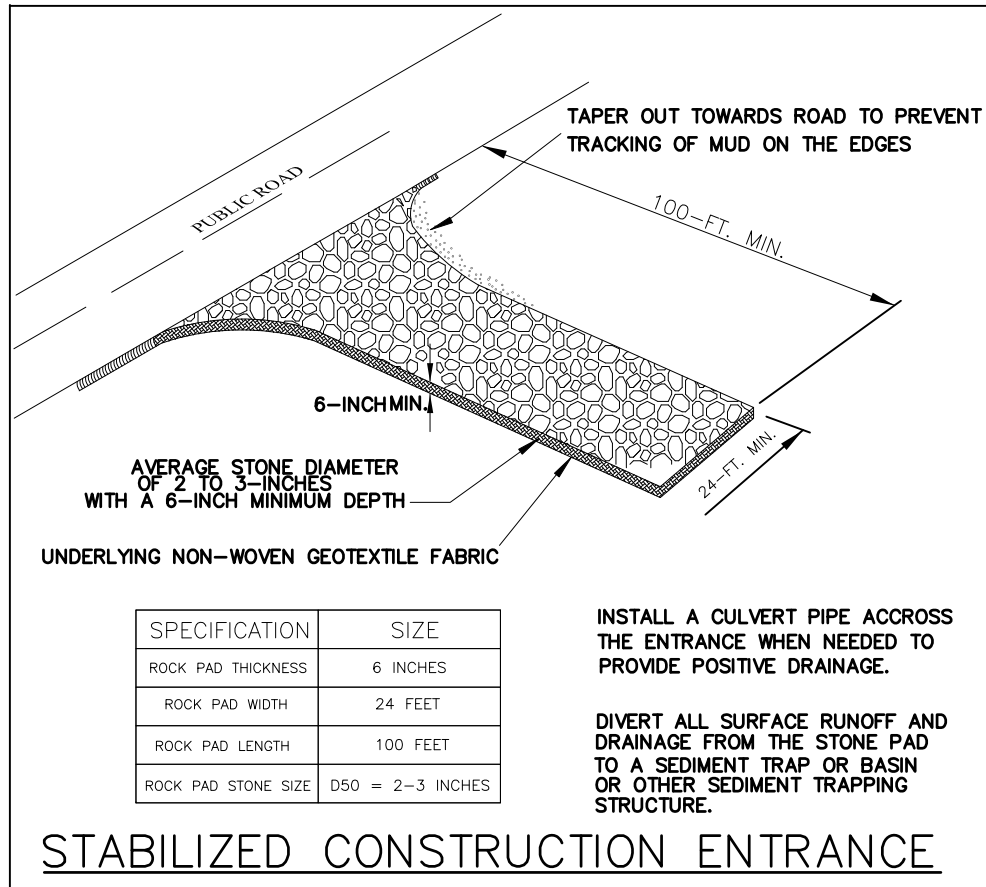 TAPER OUT TOWARDS ROAD TO PREVENT
TRACKING OF MUD ON THE EDGES
PUBLIC ROAD
100-FT. MIN.
6-INCH MIN.
24-FT. MIN.
AVERAGE STONE DIAMETER
OF 2 TO 3-INCHES
WITH A 6-INCH MINIMUM DEPTH
UNDERLYING NON-WOVEN GEOTEXTILE FABRIC
SPECIFICATION SIZE
ROCK PAD THICKNESS 6 INCHES
ROCK PAD WIDTH 24 FEET
ROCK PAD LENGTH 100 FEET
ROCK PAD STONE SIZE D50 = 2-3 INCHES
INSTALL A CULVERT PIPE ACCROSS
THE ENTRANCE WHEN NEEDED TO
PROVIDE POSITIVE DRAINAGE.
DIVERT ALL SURFACE RUNOFF AND
DRAINAGE FROM THE STONE PAD
TO A SEDIMENT TRAP OR BASIN
OR OTHER SEDIMENT TRAPPING
STRUCTURE.
STABILIZED CONSTRUCTION ENTRANCE